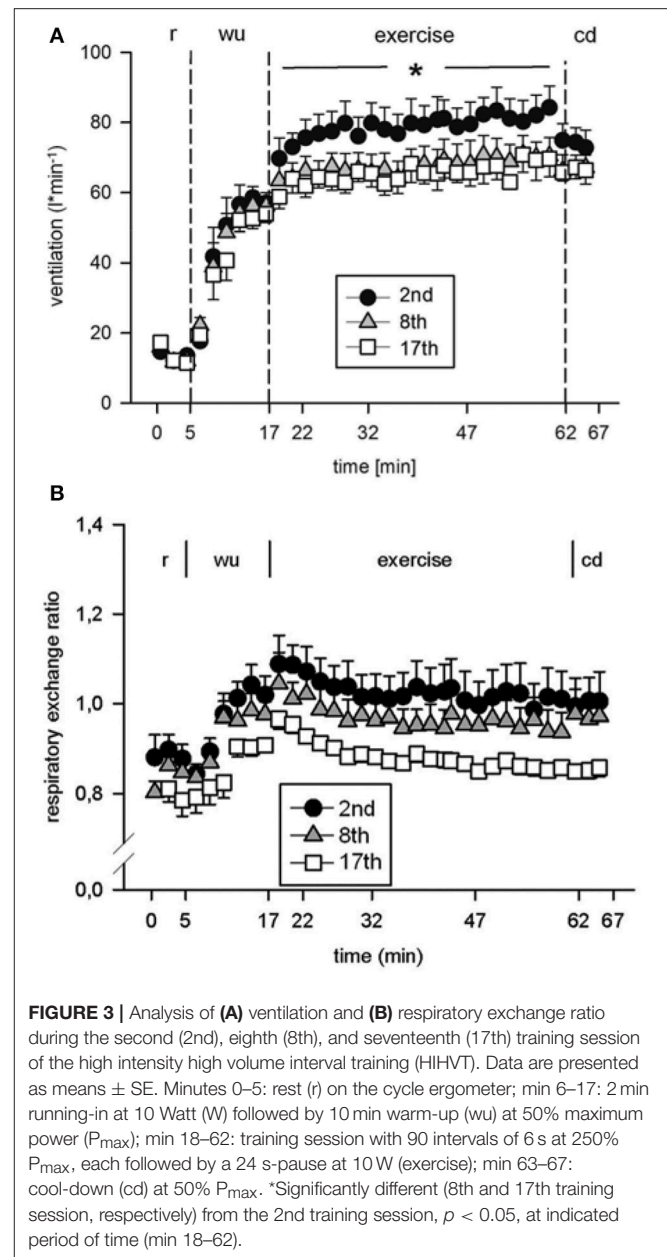 A
r wu exercise cd
*
100
80
60
40
20
0
ventilation (l*min⁻¹)
2nd
8th
17th
0 5 17 22 32 47 62 67
time [min]
B
1,4
1,2
1,0
0,8
0,0
respiratory exchange ratio
r wu exercise cd
2nd
8th
17th
0 5 17 22 32 47 62 67
time (min)
FIGURE 3 | Analysis of (A) ventilation and (B) respiratory exchange ratio
during the second (2nd), eighth (8th), and seventeenth (17th) training session
of the high intensity high volume interval training (HIHVT). Data are presented
as means ± SE. Minutes 0–5: rest (r) on the cycle ergometer; min 6–17: 2 min
running-in at 10 Watt (W) followed by 10 min warm-up (wu) at 50% maximum
power (Pmax); min 18–62: training session with 90 intervals of 6 s at 250%
Pmax, each followed by a 24 s-pause at 10 W (exercise); min 63–67:
cool-down (cd) at 50% Pmax. *Significantly different (8th and 17th training
session, respectively) from the 2nd training session, p < 0.05, at indicated
period of time (min 18–62).